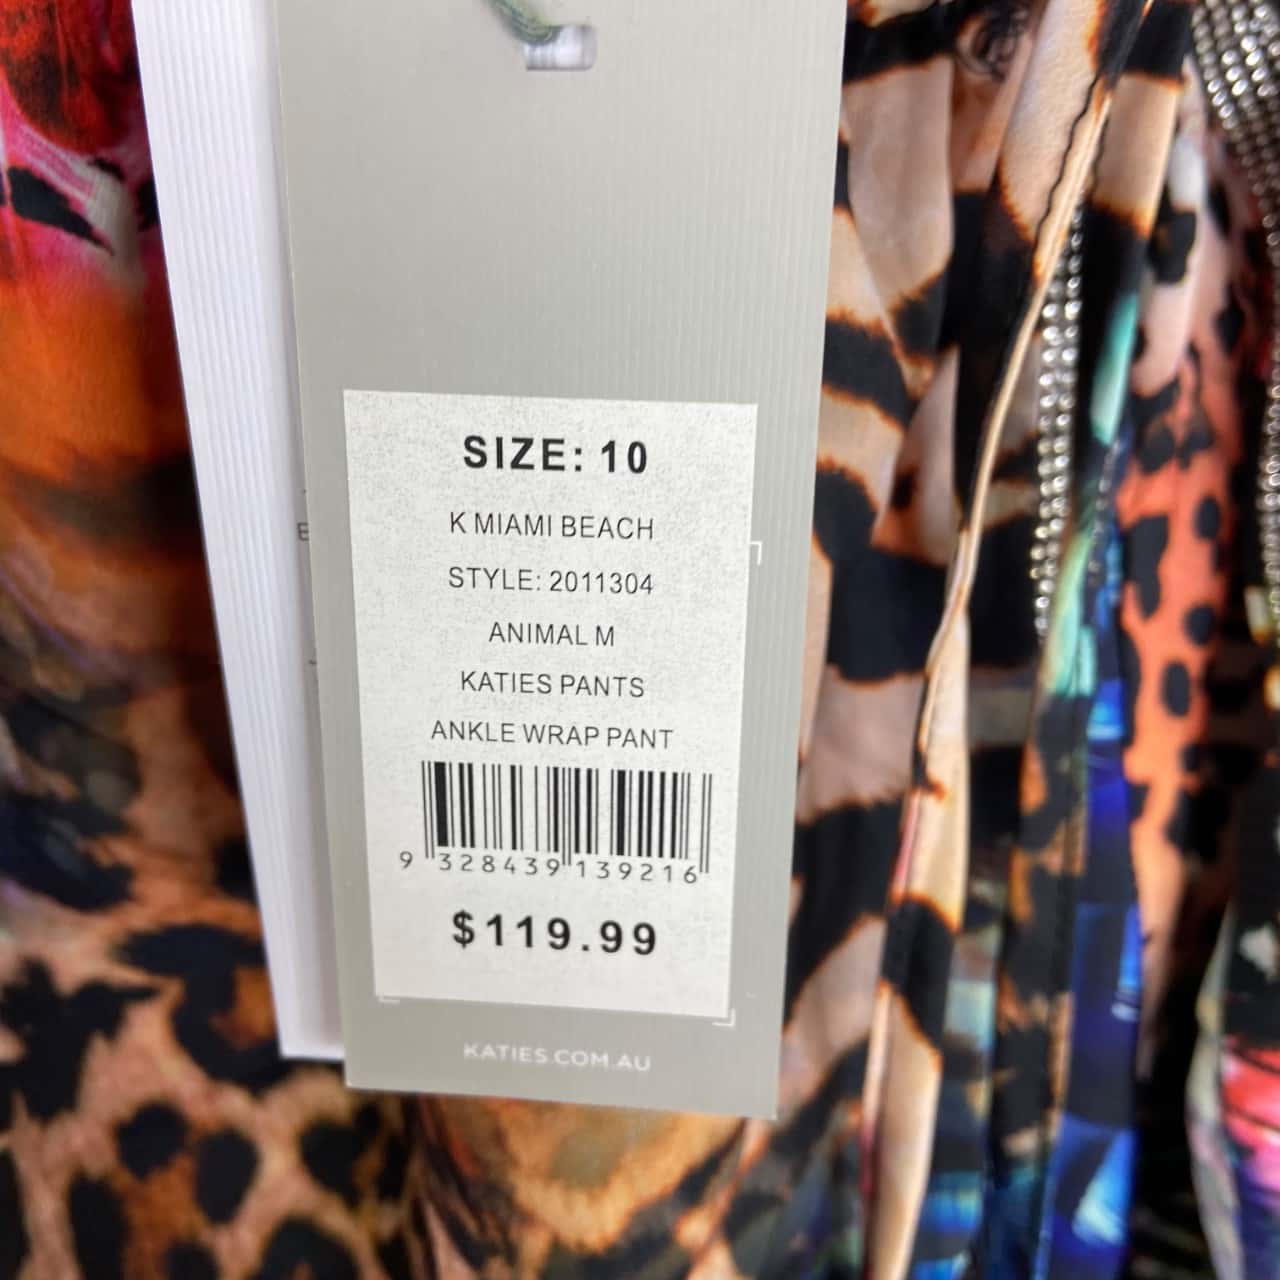 SIZE: 10
K MIAMI BEACH
STYLE: 2011304
ANIMAL M
KATIES PANTS
ANKLE WRAP PANT
9 328439 139216
$119.99
KATIES.COM.AU